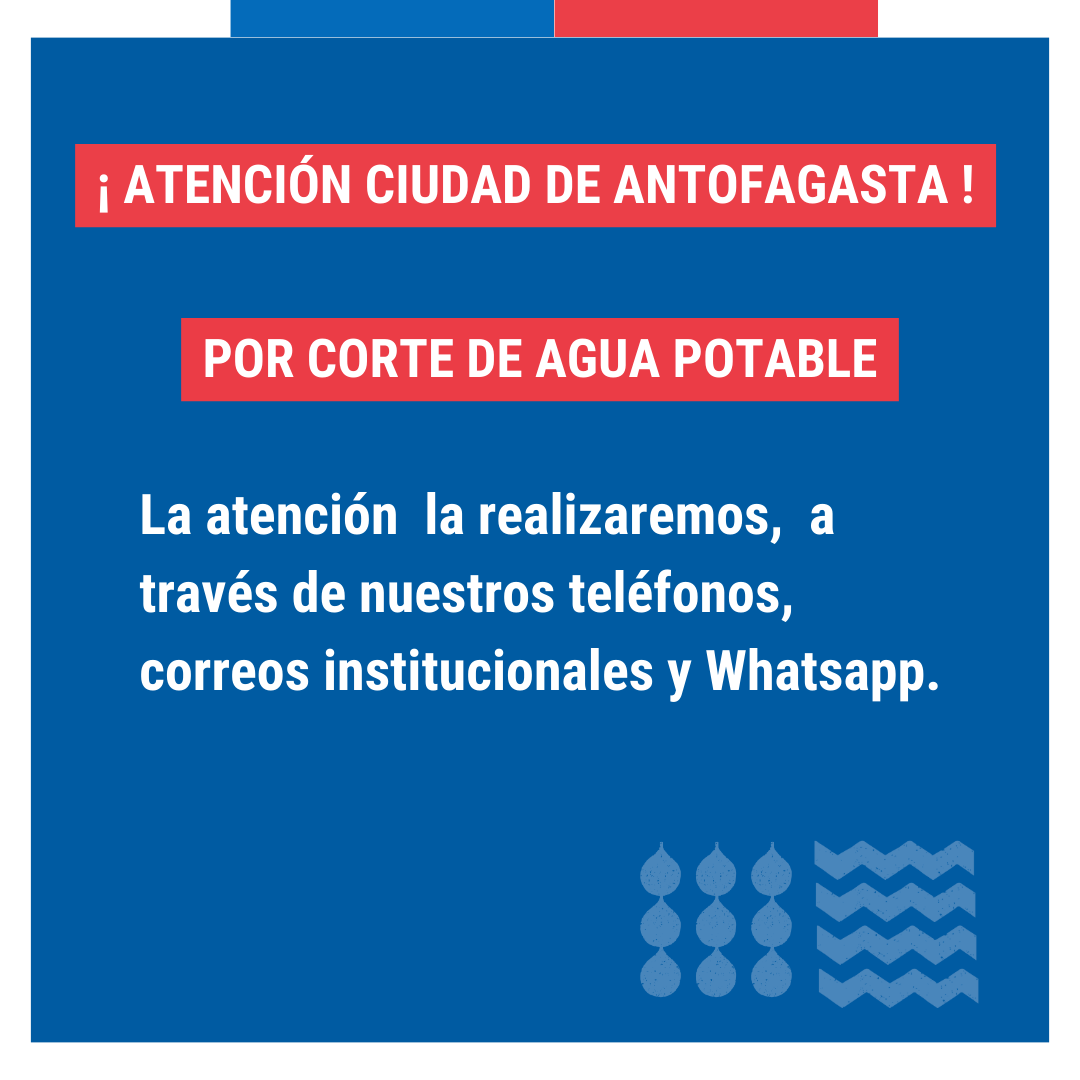 ¡ ATENCIÓN CIUDAD DE ANTOFAGASTA !
POR CORTE DE AGUA POTABLE
La atención  la realizaremos,  a
través de nuestros teléfonos,
correos institucionales y Whatsapp.